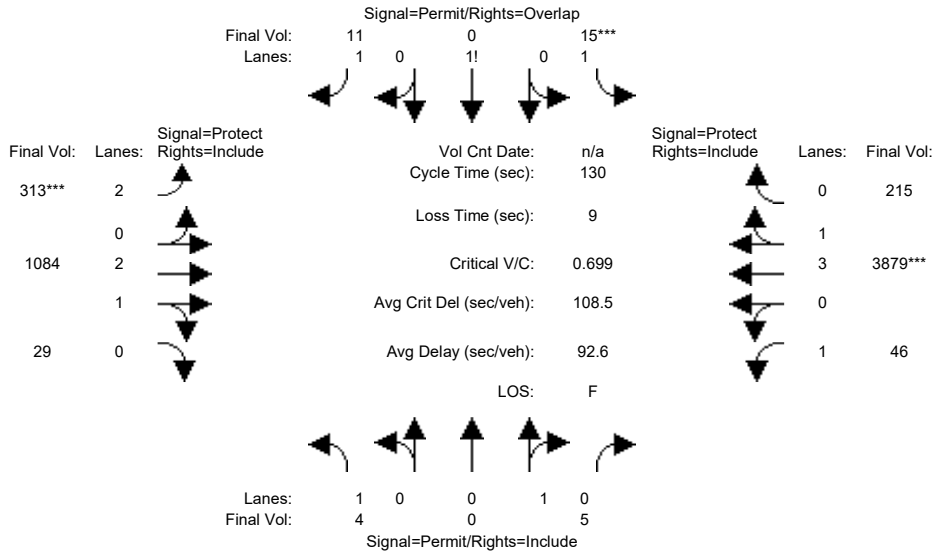 Signal=Permit/Rights=Overlap
Final Vol: 11 0 15***
Lanes: 1 0 1! 0 1
Signal=Protect Signal=Protect
Final Vol: Lanes: Rights=Include Vol Cnt Date: n/a Rights=Include Lanes: Final Vol:
Cycle Time (sec): 130
313*** 2 0 215
Loss Time (sec): 9
0 1
1084 2 Critical V/C: 0.699 3 3879***
1 Avg Crit Del (sec/veh): 108.5 0
29 0 Avg Delay (sec/veh): 92.6 1 46
LOS: F
Lanes: 1 0 0 1 0
Final Vol: 4 0 5
Signal=Permit/Rights=Include